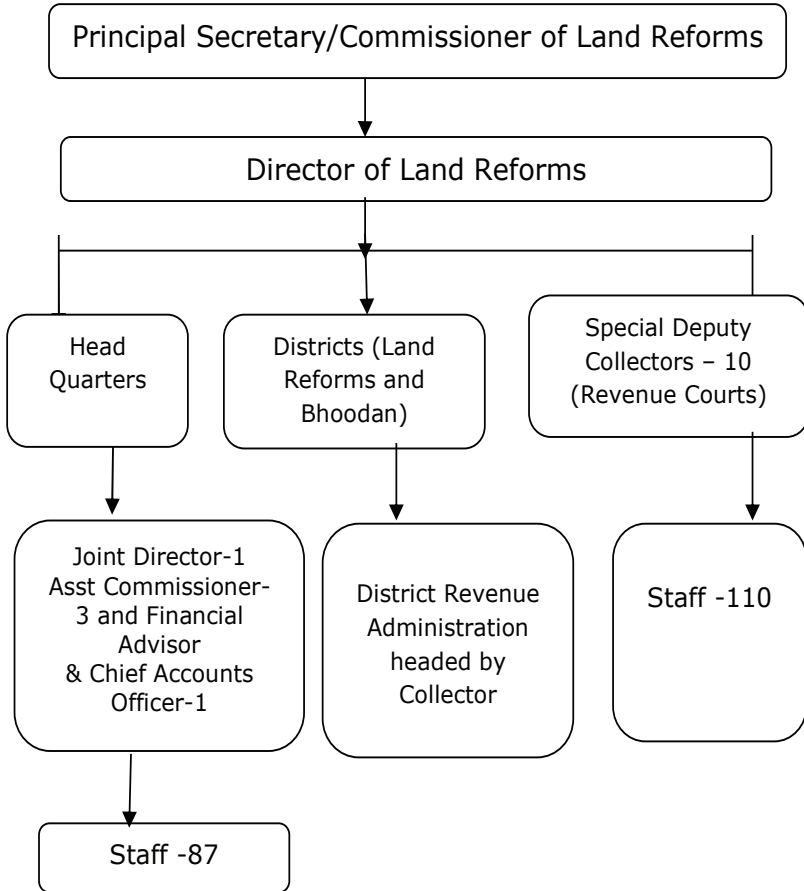 Principal Secretary/Commissioner of Land Reforms
Director of Land Reforms
Head
Quarters
Districts (Land
Reforms and
Bhoodan)
Special Deputy
Collectors – 10
(Revenue Courts)
Joint Director-1
Asst Commissioner-
3 and Financial
Advisor
& Chief Accounts
Officer-1
District Revenue
Administration
headed by
Collector
Staff -110
Staff -87